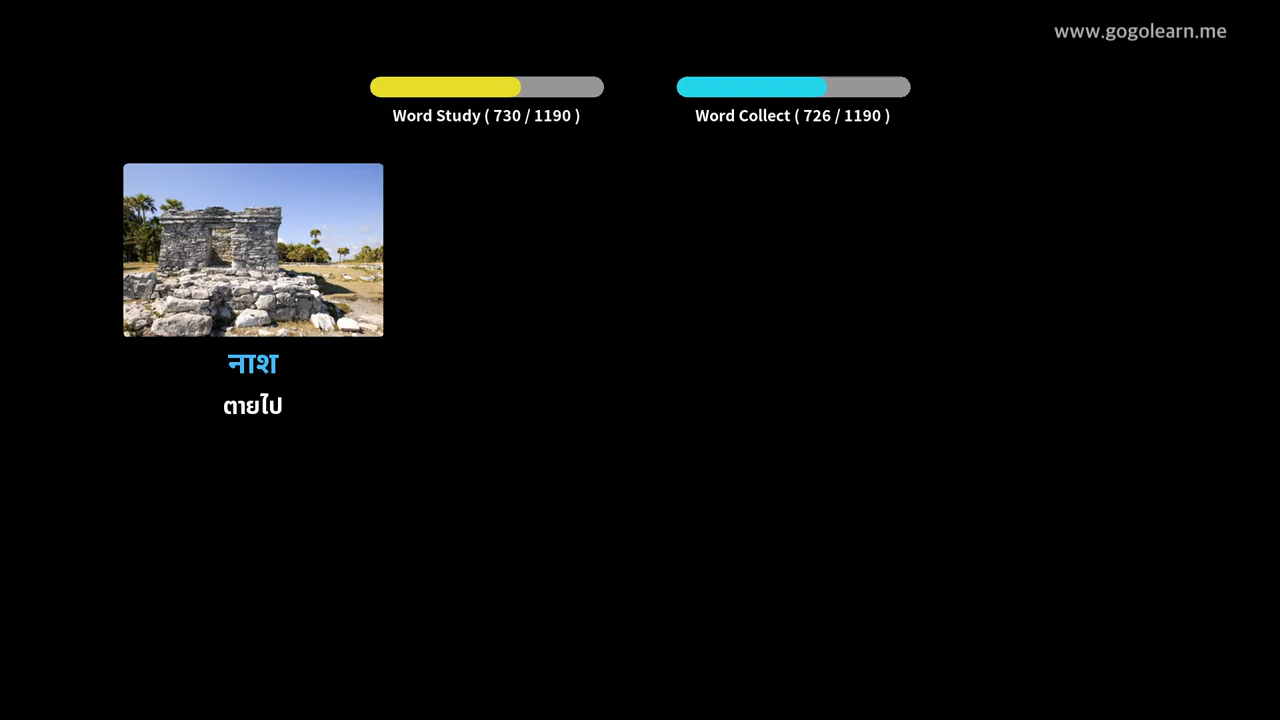 www.gogolearn.me
Word Study ( 730 / 1190 )
Word Collect ( 726 / 1190 )
नाश
ตายไป